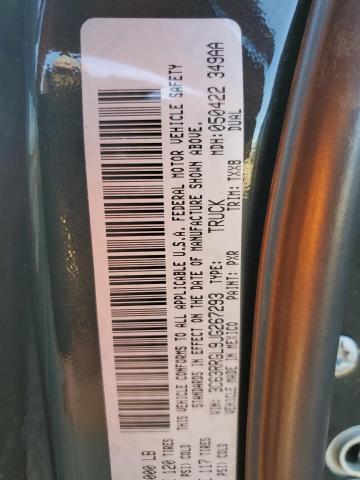 000 LB
120 TIRES
PSI) COLD
117 TIRES
PSI) COLD
THIS VEHICLE CONFORMS TO ALL APPLICABLE U.S.A. FEDERAL MOTOR VEHICLE SAFETY
STANDARDS IN EFFECT ON THE DATE OF MANUFACTURE SHOWN ABOVE.
VIN: 3C63RRGL9JG267293 TYPE: TRUCK MDH: 050422 349AA
MADE IN MEXICO PAINT: PXR TRIM: TXX8 DUAL